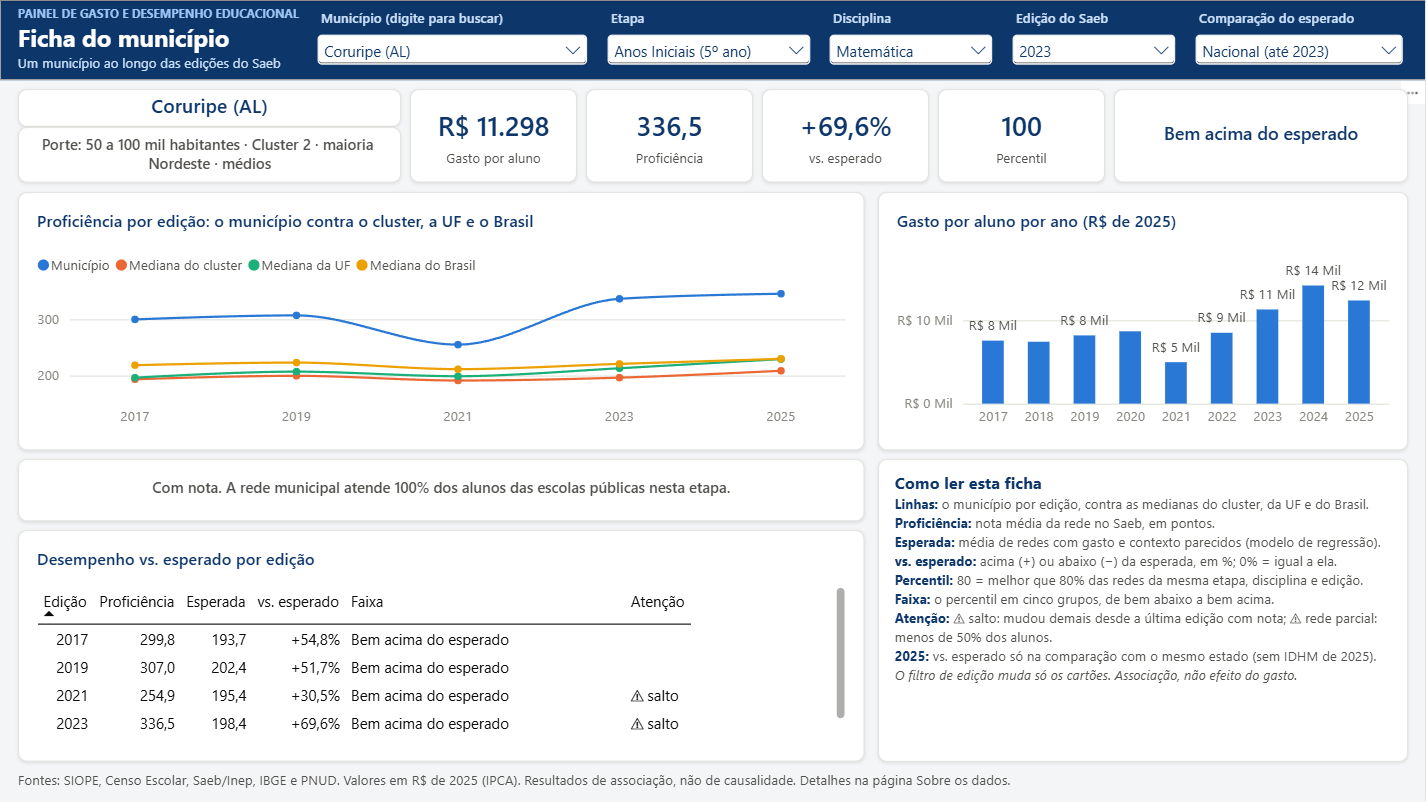 PAINEL DE GASTO E DESEMPENHO EDUCACIONAL
Ficha do município
Um município ao longo das edições do Saeb
Município (digite para buscar)
Coruripe (AL)
Etapa
Anos Iniciais (5º ano)
Disciplina
Matemática
Edição do Saeb
2023
Comparação do esperado
Nacional (até 2023)
Coruripe (AL)
Porte: 50 a 100 mil habitantes · Cluster 2 · maioria
Nordeste · médios
R$ 11.298
Gasto por aluno
336,5
Proficiência
+69,6%
vs. esperado
100
Percentil
Bem acima do esperado
Proficiência por edição: o município contra o cluster, a UF e o Brasil
Município Mediana do cluster Mediana da UF Mediana do Brasil
300
200
2017 2019 2021 2023 2025
Gasto por aluno por ano (R$ de 2025)
R$ 10 Mil
R$ 0 Mil
R$ 8 Mil
R$ 8 Mil
R$ 5 Mil
R$ 9 Mil
R$ 11 Mil
R$ 14 Mil
R$ 12 Mil
2017 2018 2019 2020 2021 2022 2023 2024 2025
Com nota. A rede municipal atende 100% dos alunos das escolas públicas nesta etapa.
Desempenho vs. esperado por edição
Edição Proficiência Esperada vs. esperado Faixa Atenção
2017 299,8 193,7 +54,8% Bem acima do esperado
2019 307,0 202,4 +51,7% Bem acima do esperado
2021 254,9 195,4 +30,5% Bem acima do esperado ⚠ salto
2023 336,5 198,4 +69,6% Bem acima do esperado ⚠ salto
Como ler esta ficha
Linhas: o município por edição, contra as medianas do cluster, da UF e do Brasil.
Proficiência: nota média da rede no Saeb, em pontos.
Esperada: média de redes com gasto e contexto parecidos (modelo de regressão).
vs. esperado: acima (+) ou abaixo (−) da esperada, em %; 0% = igual a ela.
Percentil: 80 = melhor que 80% das redes da mesma etapa, disciplina e edição.
Faixa: o percentil em cinco grupos, de bem abaixo a bem acima.
Atenção: ⚠ salto: mudou demais desde a última edição com nota; ⚠ rede parcial:
menos de 50% dos alunos.
2025: vs. esperado só na comparação com o mesmo estado (sem IDHM de 2025).
O filtro de edição muda só os cartões. Associação, não efeito do gasto.
Fontes: SIOPE, Censo Escolar, Saeb/Inep, IBGE e PNUD. Valores em R$ de 2025 (IPCA). Resultados de associação, não de causalidade. Detalhes na página Sobre os dados.